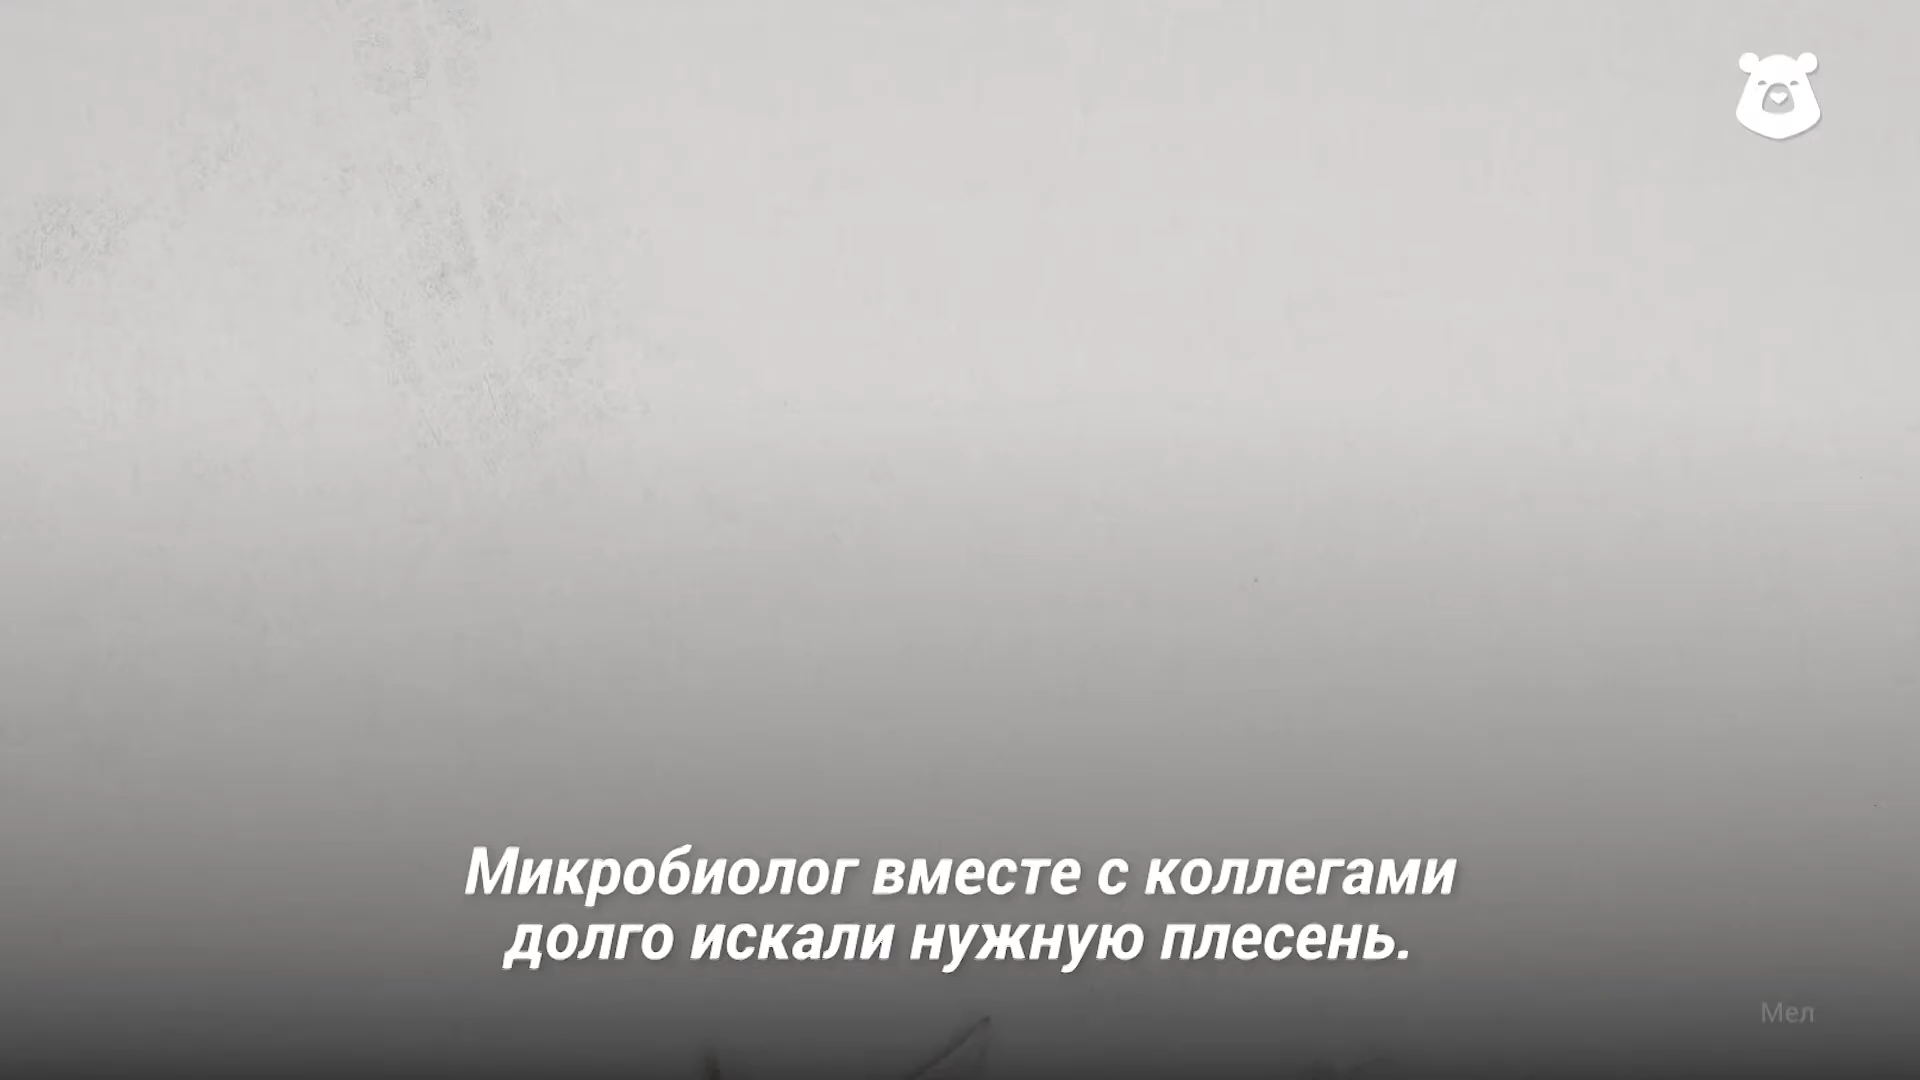 Микробиолог вместе с коллегами
долго искали нужную плесень.
Мел